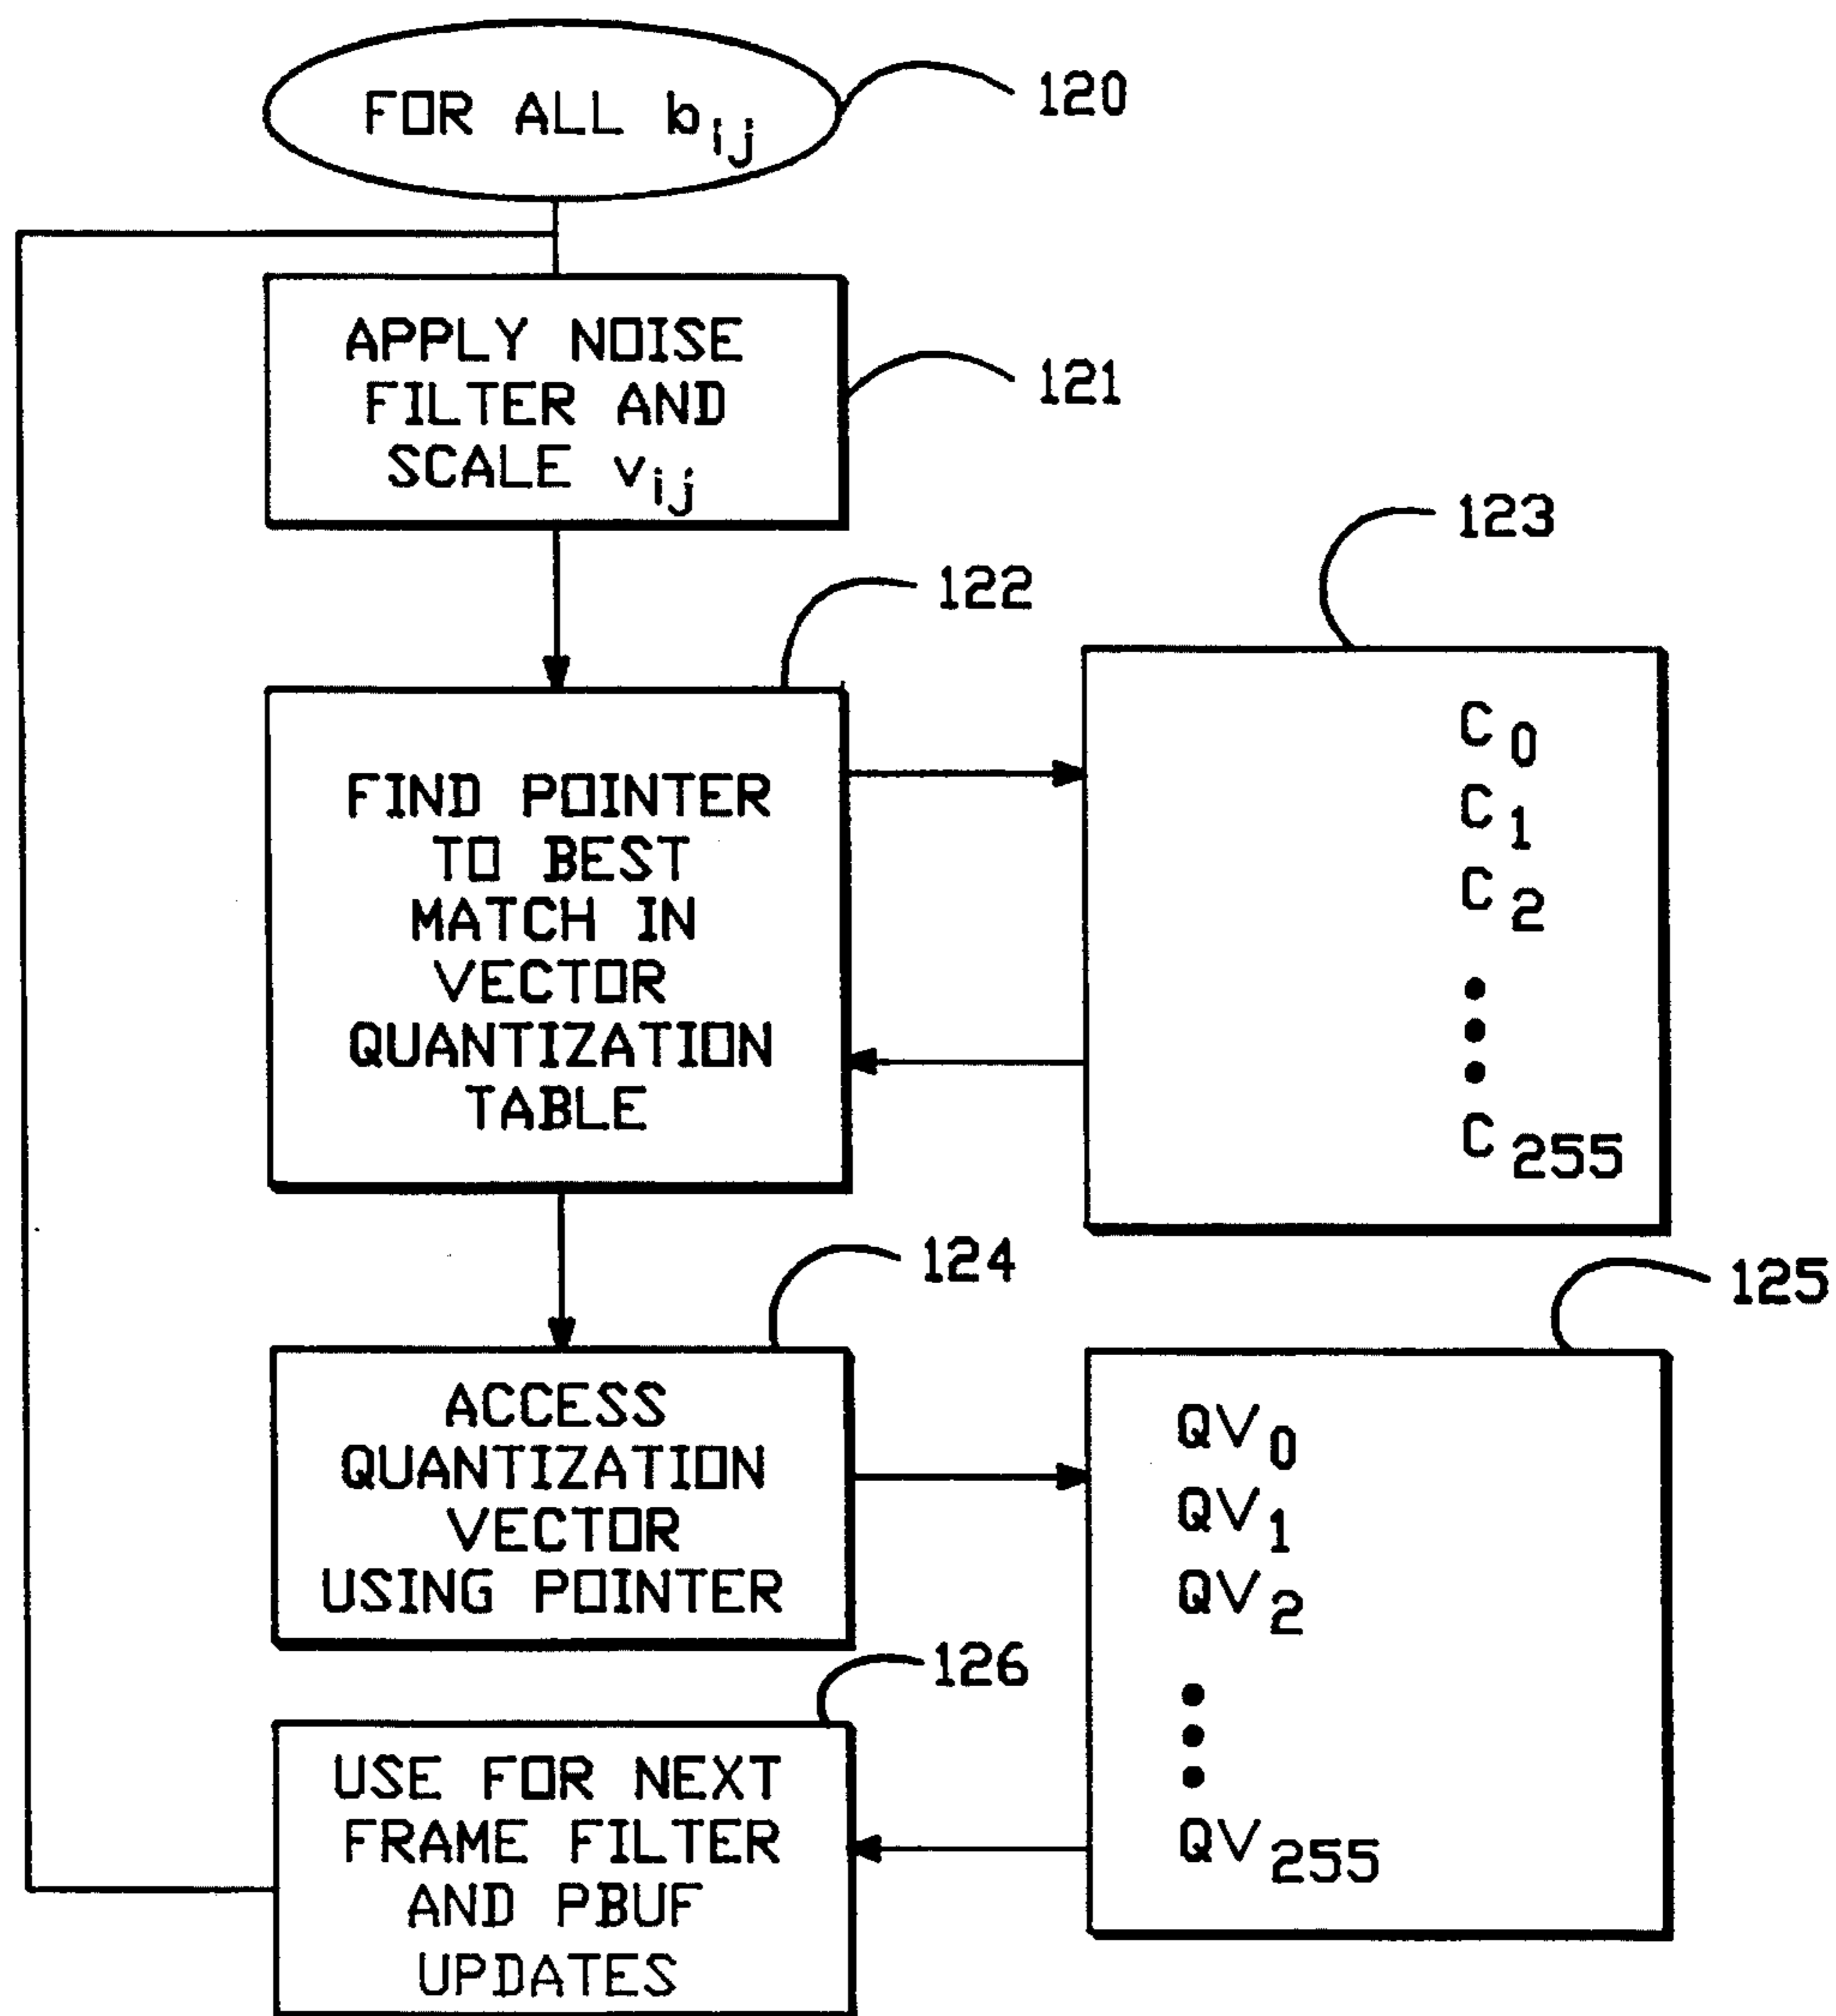 FOR ALL b_ij
120
APPLY NOISE
FILTER AND
SCALE v_ij
121
122
123
FIND POINTER
TO BEST
MATCH IN
VECTOR
QUANTIZATION
TABLE
C_0
C_1
C_2
C_255
124
125
ACCESS
QUANTIZATION
VECTOR
USING POINTER
QV_0
QV_1
QV_2
QV_255
126
USE FOR NEXT
FRAME FILTER
AND PBUF
UPDATES